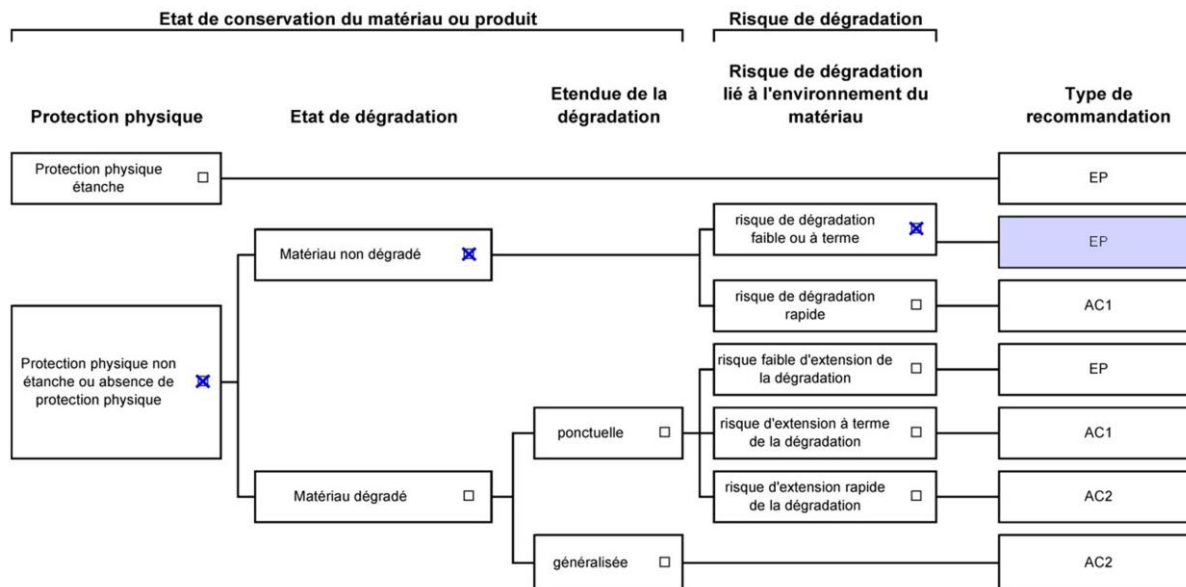 Etat de conservation du matériau ou produit
Risque de dégradation
Protection physique
Etat de dégradation
Etendue de la
dégradation
Risque de dégradation
lié à l'environnement du
matériau
Type de
recommandation
Protection physique
étanche
EP
risque de dégradation
faible ou à terme
EP
Matériau non dégradé
risque de dégradation
rapide
AC1
Protection physique non
étanche ou absence de
protection physique
risque faible d'extension de
la dégradation
EP
ponctuelle
risque d'extension à terme
de la dégradation
AC1
Matériau dégradé
risque d'extension rapide
de la dégradation
AC2
généralisée
AC2